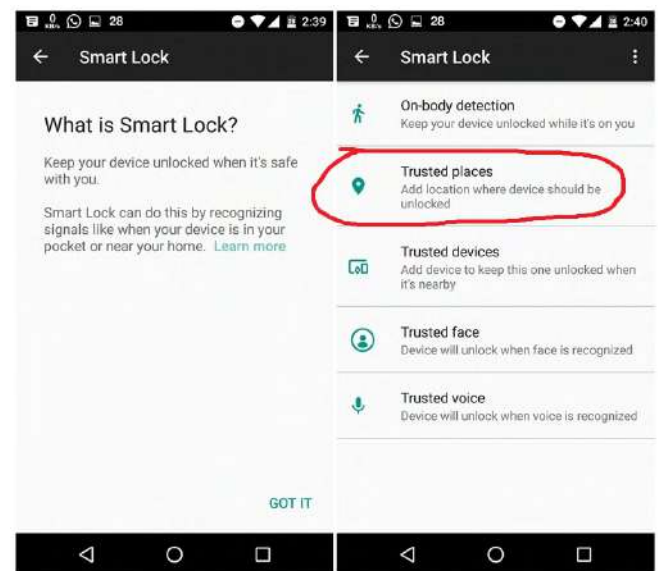 28
2:39
Smart Lock
What is Smart Lock?
Keep your device unlocked when it's safe
with you.
Smart Lock can do this by recognizing
signals like when your device is in your
pocket or near your home. Learn more
GOT IT
28
2:40
Smart Lock
On-body detection
Keep your device unlocked while it's on you
Trusted places
Add location where device should be
unlocked
Trusted devices
Add device to keep this one unlocked when
it's nearby
Trusted face
Device will unlock when face is recognized
Trusted voice
Device will unlock when voice is recognized